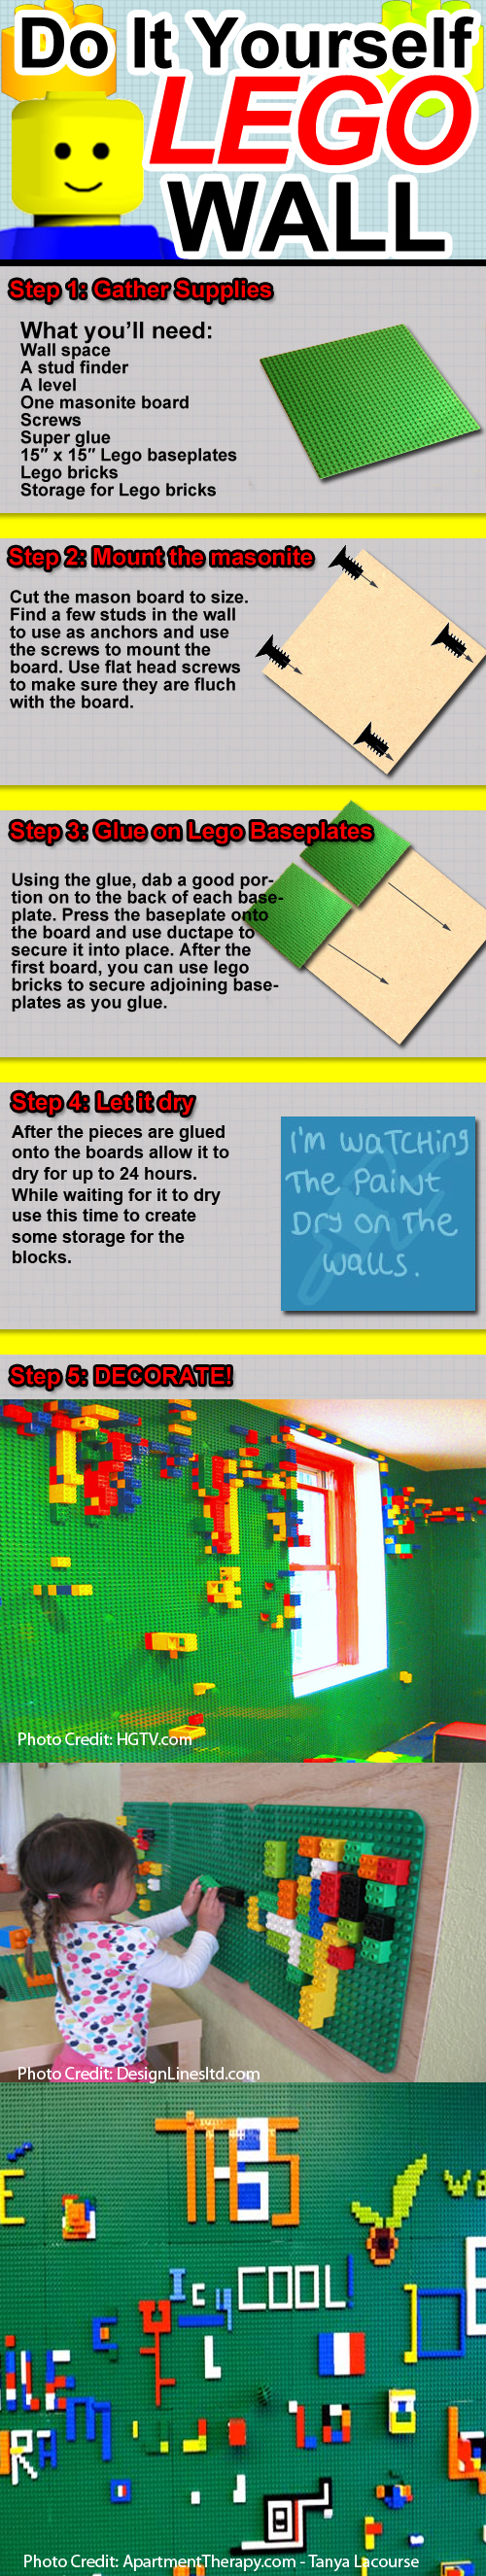 Do It Yourself
LEGO
WALL
Step 1: Gather Supplies
What you'll need:
Wall space
A stud finder
A level
One masonite board
Screws
Super glue
15" x 15" Lego baseplates
Lego bricks
Storage for Lego bricks
Step 2: Mount the masonite
Cut the mason board to size.
Find a few studs in the wall
to use as anchors and use
the screws to mount the
board. Use flat head screws
to make sure they are fluch
with the board.
Step 3: Glue on Lego Baseplates
Using the glue, dab a good por-
tion on to the back of each base-
plate. Press the baseplate onto
the board and use ductape to
secure it into place. After the
first board, you can use lego
bricks to secure adjoining base-
plates as you glue.
Step 4: Let it dry
After the pieces are glued
onto the boards allow it to
dry for up to 24 hours.
While waiting for it to dry
use this time to create
some storage for the
blocks.
I'm watching
The Paint
Dry on The
walls.
Step 5: DECORATE!
Photo Credit: HGTV.com
Photo Credit: DesignLinesltd.com
COOL!
Photo Credit: ApartmentTherapy.com - Tanya Lacourse